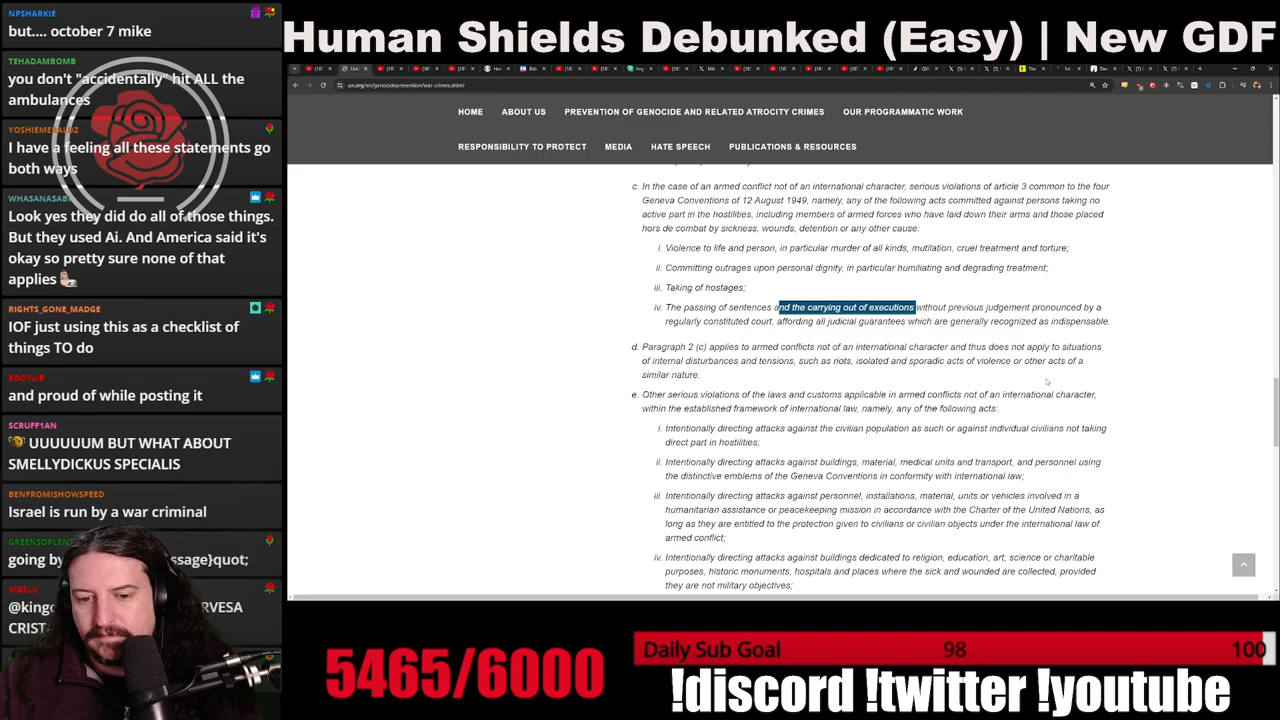 Human Shields Debunked (Easy) | New GDF
NPSHARKIE
but.... october 7 mike
TEHADAMBOMB
you don't "accidentally" hit ALL the
ambulances
I have a feeling all these statements go
both ways
Look yes they did do all of those things.
But they used Ai. And America said it's
okay so pretty sure none of that
applies
RIGHTS_GONE_MADGE
IOF just using this as a checklist of
things TO do
and proud of while posting it
SCRUFF1AN
UUUUUM BUT WHAT ABOUT
SMELLYDICKUS SPECIALIS
BENFROMISHOWSPEED
Israel is run by a war criminal
going by
ssage}quot;
MGZLV
CRIST
un.org/en/genocideprevention/war-crimes.shtml
HOME ABOUT US PREVENTION OF GENOCIDE AND RELATED ATROCITY CRIMES OUR PROGRAMMATIC WORK
RESPONSIBILITY TO PROTECT MEDIA HATE SPEECH PUBLICATIONS & RESOURCES
c. In the case of an armed conflict not of an international character, serious violations of article 3 common to the four
Geneva Conventions of 12 August 1949, namely, any of the following acts committed against persons taking no
active part in the hostilities, including members of armed forces who have laid down their arms and those placed
hors de combat by sickness, wounds, detention or any other cause:
i. Violence to life and person, in particular murder of all kinds, mutilation, cruel treatment and torture;
ii. Committing outrages upon personal dignity, in particular humiliating and degrading treatment;
iii. Taking of hostages;
iv. The passing of sentences and the carrying out of executions without previous judgement pronounced by a
regularly constituted court, affording all judicial guarantees which are generally recognized as indispensable.
d. Paragraph 2 (c) applies to armed conflicts not of an international character and thus does not apply to situations
of internal disturbances and tensions, such as riots, isolated and sporadic acts of violence or other acts of a
similar nature.
e. Other serious violations of the laws and customs applicable in armed conflicts not of an international character,
within the established framework of international law, namely, any of the following acts:
i. Intentionally directing attacks against the civilian population as such or against individual civilians not taking
direct part in hostilities;
ii. Intentionally directing attacks against buildings, material, medical units and transport, and personnel using
the distinctive emblems of the Geneva Conventions in conformity with international law;
iii. Intentionally directing attacks against personnel, installations, material, units or vehicles involved in a
humanitarian assistance or peacekeeping mission in accordance with the Charter of the United Nations, as
long as they are entitled to the protection given to civilians or civilian objects under the international law of
armed conflict;
iv. Intentionally directing attacks against buildings dedicated to religion, education, art, science or charitable
purposes, historic monuments, hospitals and places where the sick and wounded are collected, provided
they are not military objectives;
5465/6000
Daily Sub Goal 98 100
!discord !twitter !youtube